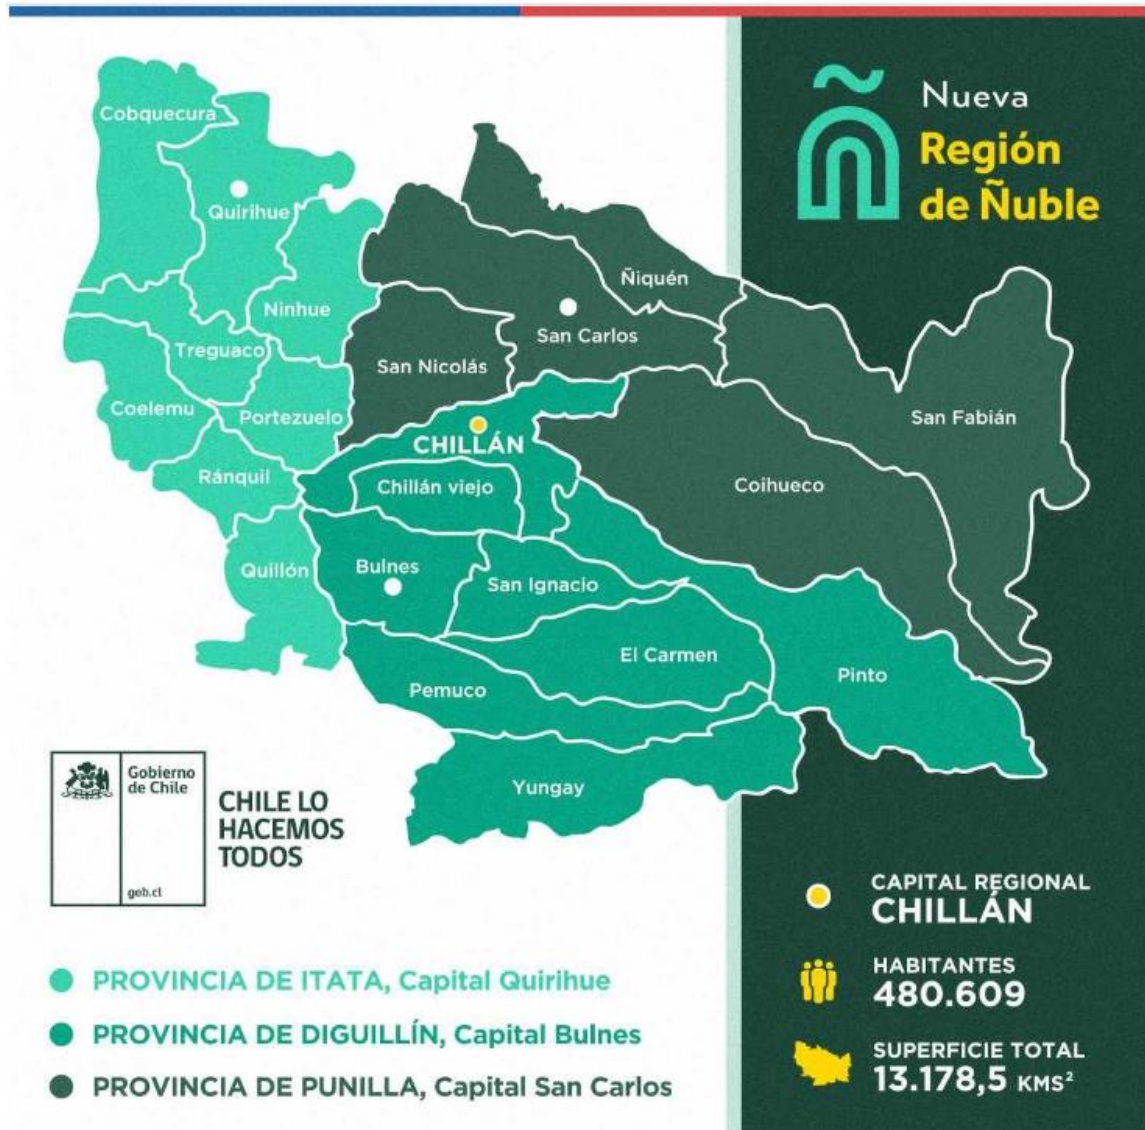 Nueva
Región
de Ñuble
Cobquecura
Quirihue
Ñiquén
Ninhue
San Carlos
Treguaco
San Nicolás
Coelemu
Portezuelo
San Fabián
CHILLÁN
Ránquil
Chillán viejo
Coihueco
Bulnes
Quillón
San Ignacio
El Carmen
Pinto
Pemuco
Yungay
Gobierno
de Chile
gob.cl
CHILE LO
HACEMOS
TODOS
CAPITAL REGIONAL
CHILLÁN
HABITANTES
480.609
SUPERFICIE TOTAL
13.178,5 KMS²
PROVINCIA DE ITATA, Capital Quirihue
PROVINCIA DE DIGUILLÍN, Capital Bulnes
PROVINCIA DE PUNILLA, Capital San Carlos